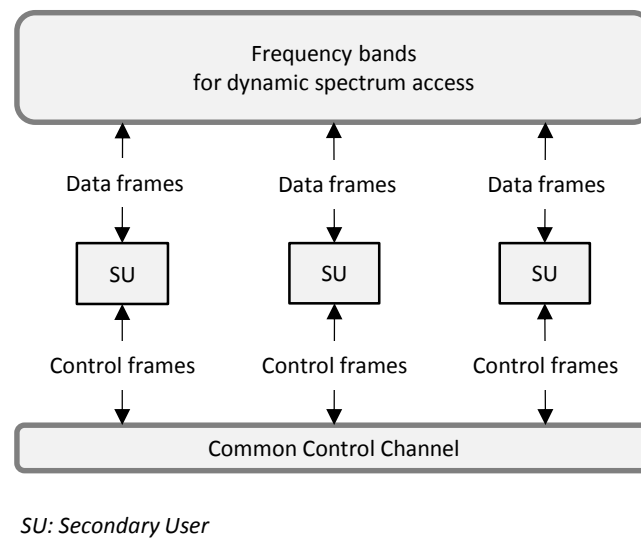 Frequency bands
for dynamic spectrum access
Data frames Data frames Data frames
SU SU SU
Control frames Control frames Control frames
Common Control Channel
SU: Secondary User